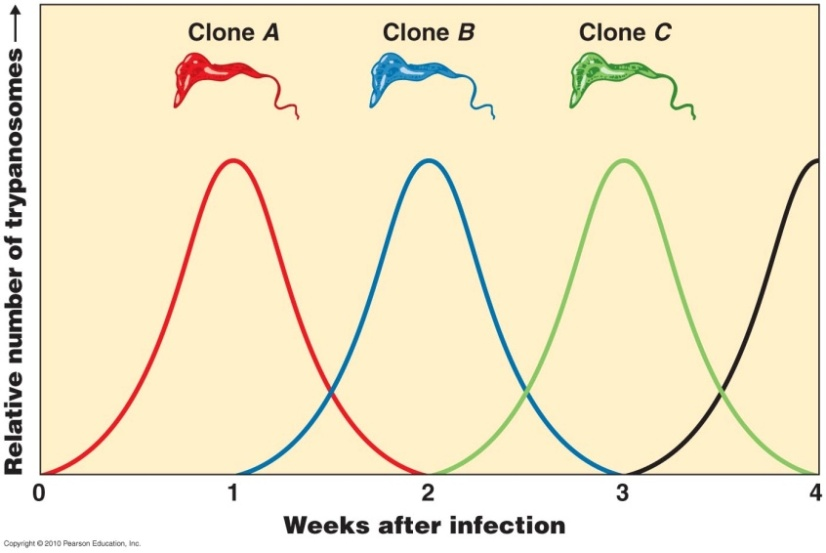 Clone A
Clone B
Clone C
Relative number of trypanosomes
0
1
2
3
4
Weeks after infection
Copyright © 2010 Pearson Education, Inc.